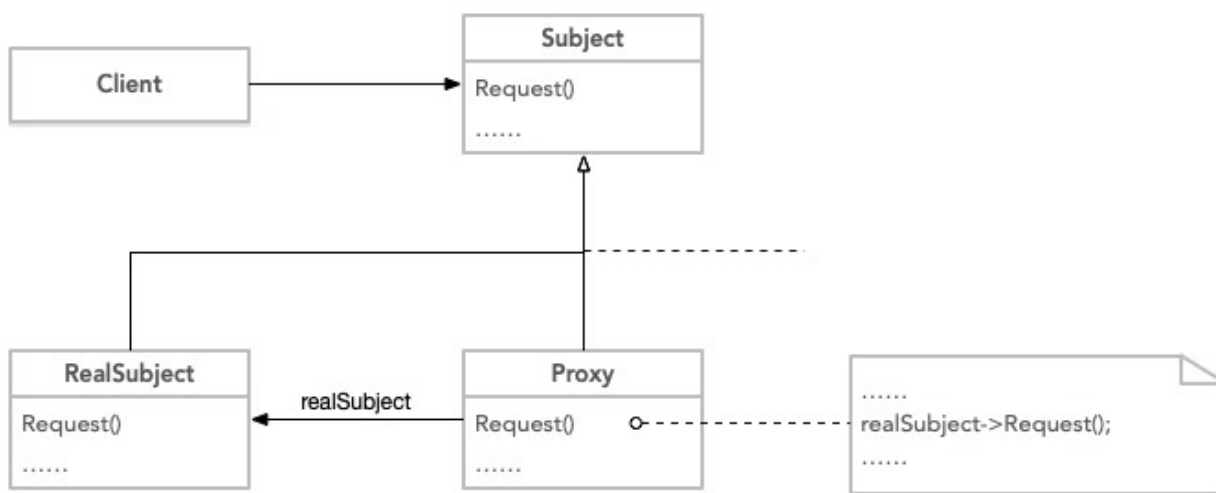 Subject
Client
Request()
......
RealSubject
Proxy
realSubject
Request()
......
Request()
......
......
realSubject->Request();
......